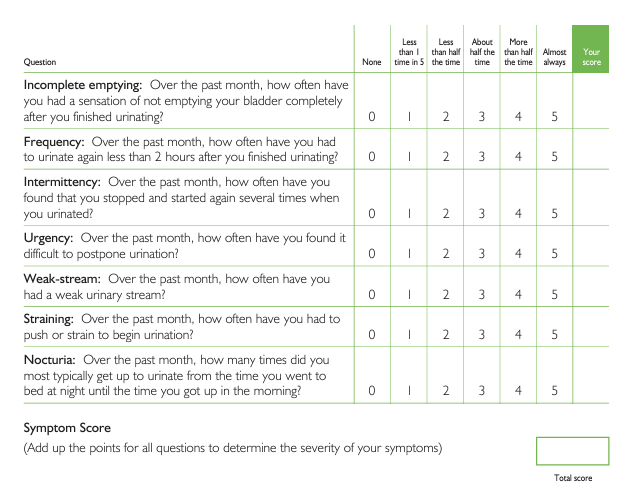 Question None Less than 1 time in 5 Less than half the time About half the time More than half the time Almost always Your score
Incomplete emptying: Over the past month, how often have
you had a sensation of not emptying your bladder completely
after you finished urinating? 0 1 2 3 4 5
Frequency: Over the past month, how often have you had
to urinate again less than 2 hours after you finished urinating? 0 1 2 3 4 5
Intermittency: Over the past month, how often have you
found that you stopped and started again several times when
you urinated? 0 1 2 3 4 5
Urgency: Over the past month, how often have you found it
difficult to postpone urination? 0 1 2 3 4 5
Weak-stream: Over the past month, how often have you
had a weak urinary stream? 0 1 2 3 4 5
Straining: Over the past month, how often have you had to
push or strain to begin urination? 0 1 2 3 4 5
Nocturia: Over the past month, how many times did you
most typically get up to urinate from the time you went to
bed at night until the time you got up in the morning? 0 1 2 3 4 5
Symptom Score
(Add up the points for all questions to determine the severity of your symptoms)
Total score